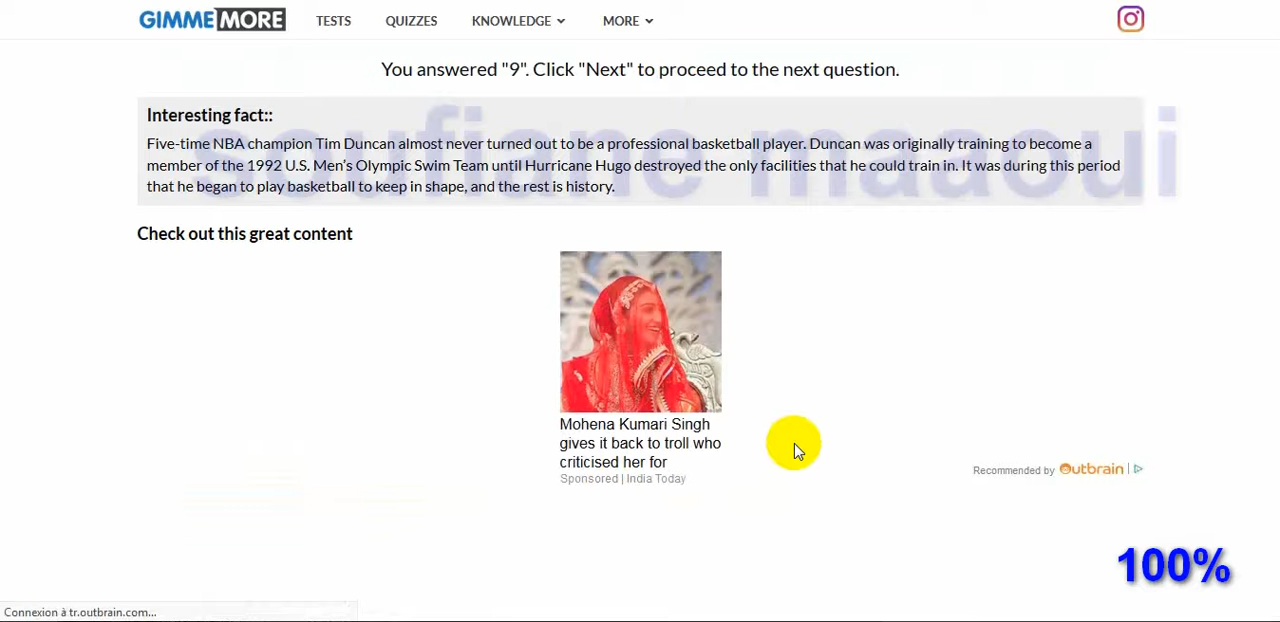 GIMMEMORE TESTS QUIZZES KNOWLEDGE MORE
You answered "9". Click "Next" to proceed to the next question.
Interesting fact::
Five-time NBA champion Tim Duncan almost never turned out to be a professional basketball player. Duncan was originally training to become a
member of the 1992 U.S. Men's Olympic Swim Team until Hurricane Hugo destroyed the only facilities that he could train in. It was during this period
that he began to play basketball to keep in shape, and the rest is history.
soufiane maaoui
Check out this great content
Mohena Kumari Singh
gives it back to troll who
criticised her for
Sponsored | India Today
Recommended by Outbrain
100%
Connexion à tr.outbrain.com...